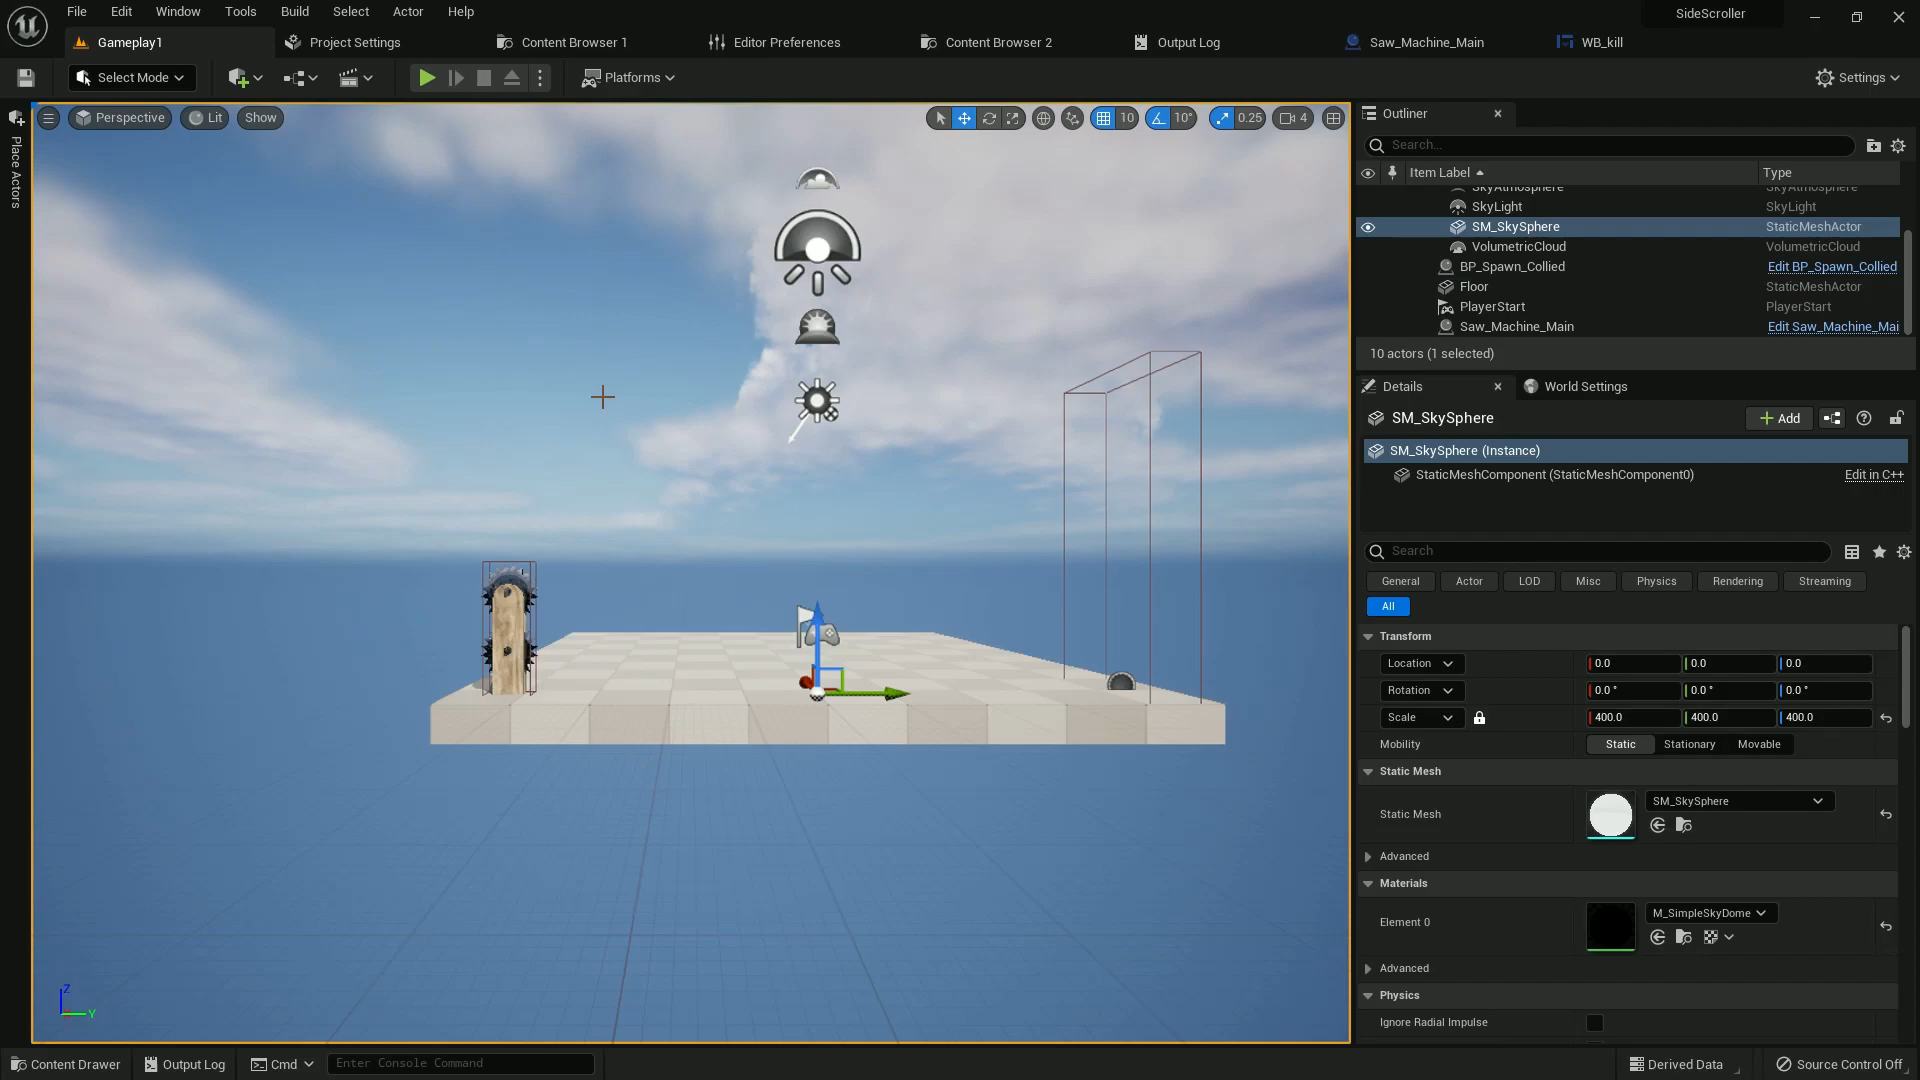 File Edit Window Tools Build Select Actor Help
SideScroller
Gameplay1 Project Settings Content Browser 1 Editor Preferences Content Browser 2 Output Log Saw_Machine_Main WB_kill
Select Mode Platforms Settings
Place Actors
Perspective Lit Show 10 10° 0.25 4
Outliner
Search...
Item Label Type
SkyAtmosphere SkyAtmosphere
SkyLight SkyLight
SM_SkySphere StaticMeshActor
VolumetricCloud VolumetricCloud
BP_Spawn_Collied Edit BP_Spawn_Collied
Floor StaticMeshActor
PlayerStart PlayerStart
Saw_Machine_Main Edit Saw_Machine_Mai
10 actors (1 selected)
Details World Settings
SM_SkySphere Add
SM_SkySphere (Instance)
StaticMeshComponent (StaticMeshComponent0) Edit in C++
Search
General Actor LOD Misc Physics Rendering Streaming
All
Transform
Location 0.0 0.0 0.0
Rotation 0.0 ° 0.0 ° 0.0 °
Scale 400.0 400.0 400.0
Mobility Static Stationary Movable
Static Mesh
Static Mesh SM_SkySphere
Advanced
Materials
Element 0 M_SimpleSkyDome
Advanced
Physics
Ignore Radial Impulse
Z
Y
Content Drawer Output Log Cmd Enter Console Command Derived Data Source Control Off